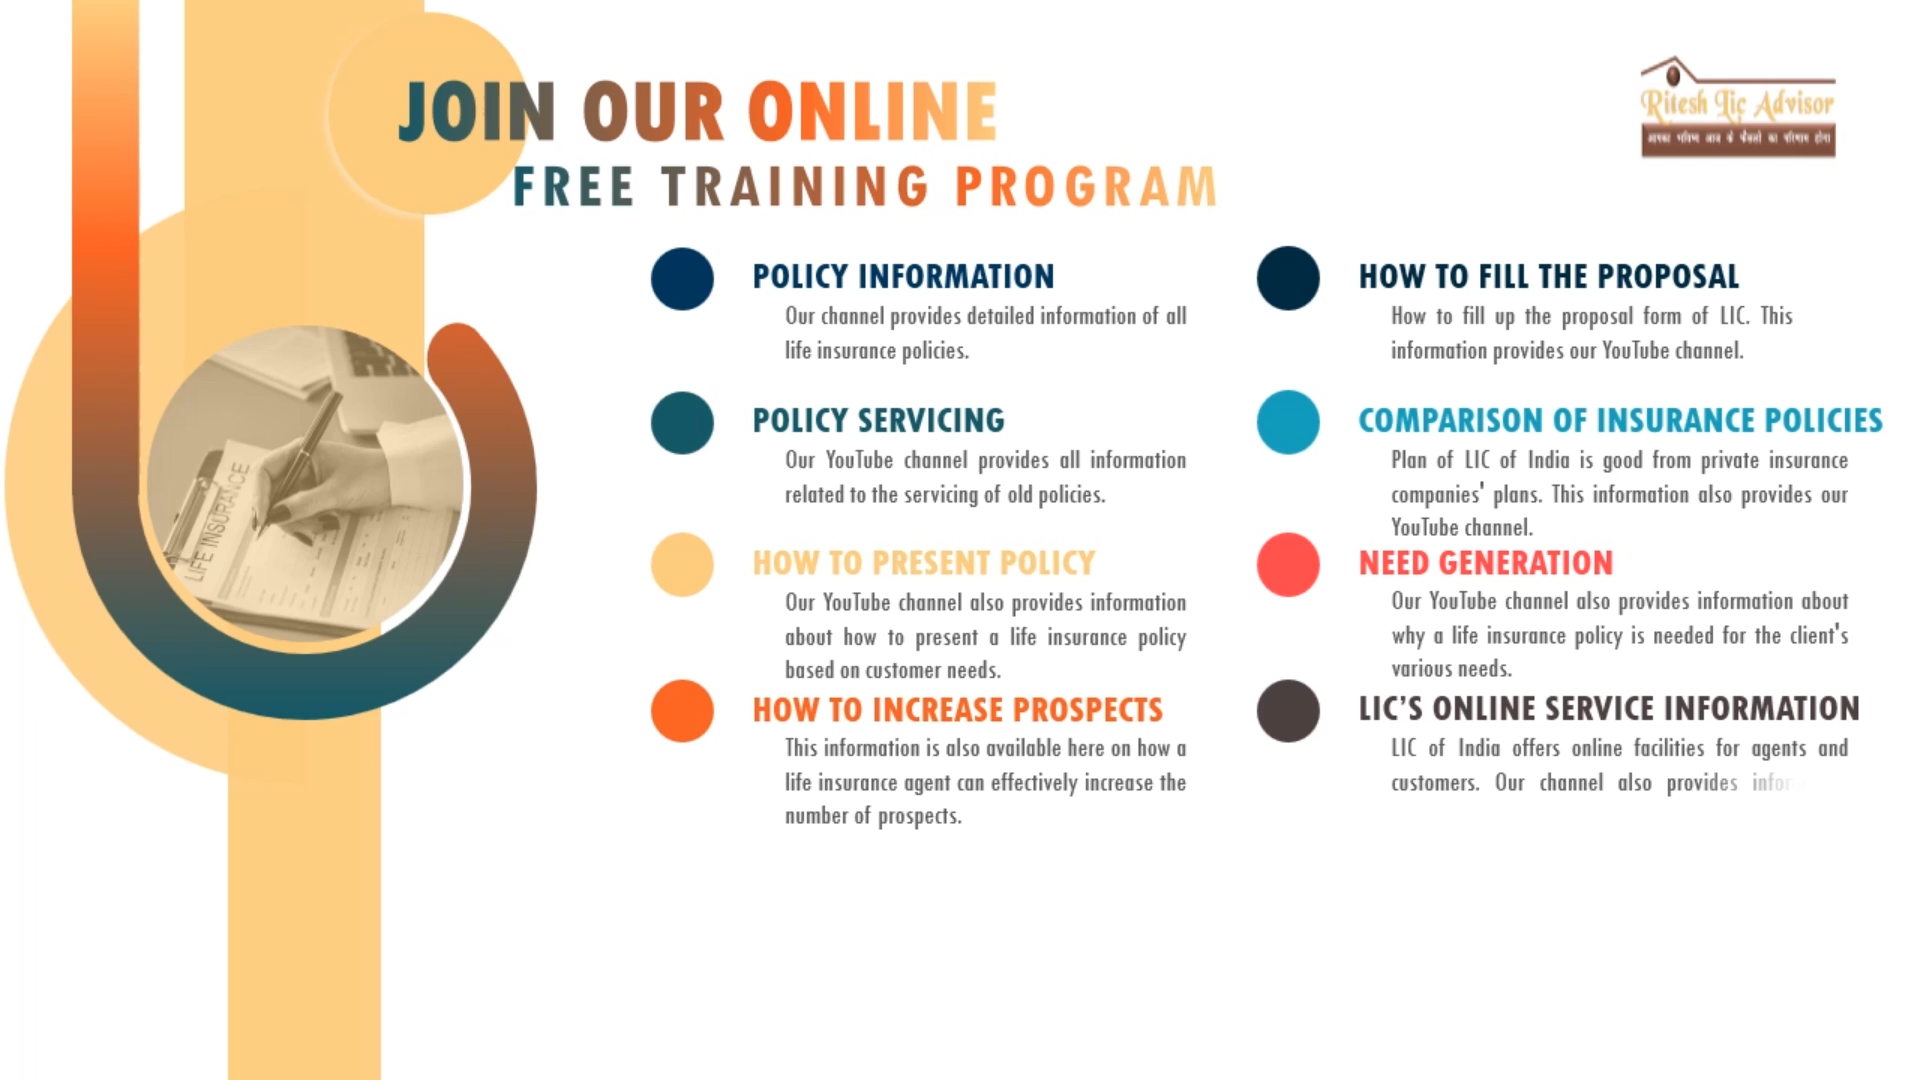 JOIN OUR ONLINE
FREE TRAINING PROGRAM
Ritesh Lic Advisor
आपका भविष्य आज के फैसलों का परिणाम होगा
POLICY INFORMATION
Our channel provides detailed information of all
life insurance policies.
POLICY SERVICING
Our YouTube channel provides all information
related to the servicing of old policies.
HOW TO PRESENT POLICY
Our YouTube channel also provides information
about how to present a life insurance policy
based on customer needs.
HOW TO INCREASE PROSPECTS
This information is also available here on how a
life insurance agent can effectively increase the
number of prospects.
HOW TO FILL THE PROPOSAL
How to fill up the proposal form of LIC. This
information provides our YouTube channel.
COMPARISON OF INSURANCE POLICIES
Plan of LIC of India is good from private insurance
companies' plans. This information also provides our
YouTube channel.
NEED GENERATION
Our YouTube channel also provides information about
why a life insurance policy is needed for the client's
various needs.
LIC'S ONLINE SERVICE INFORMATION
LIC of India offers online facilities for agents and
customers. Our channel also provides
LIFE INSURANCE